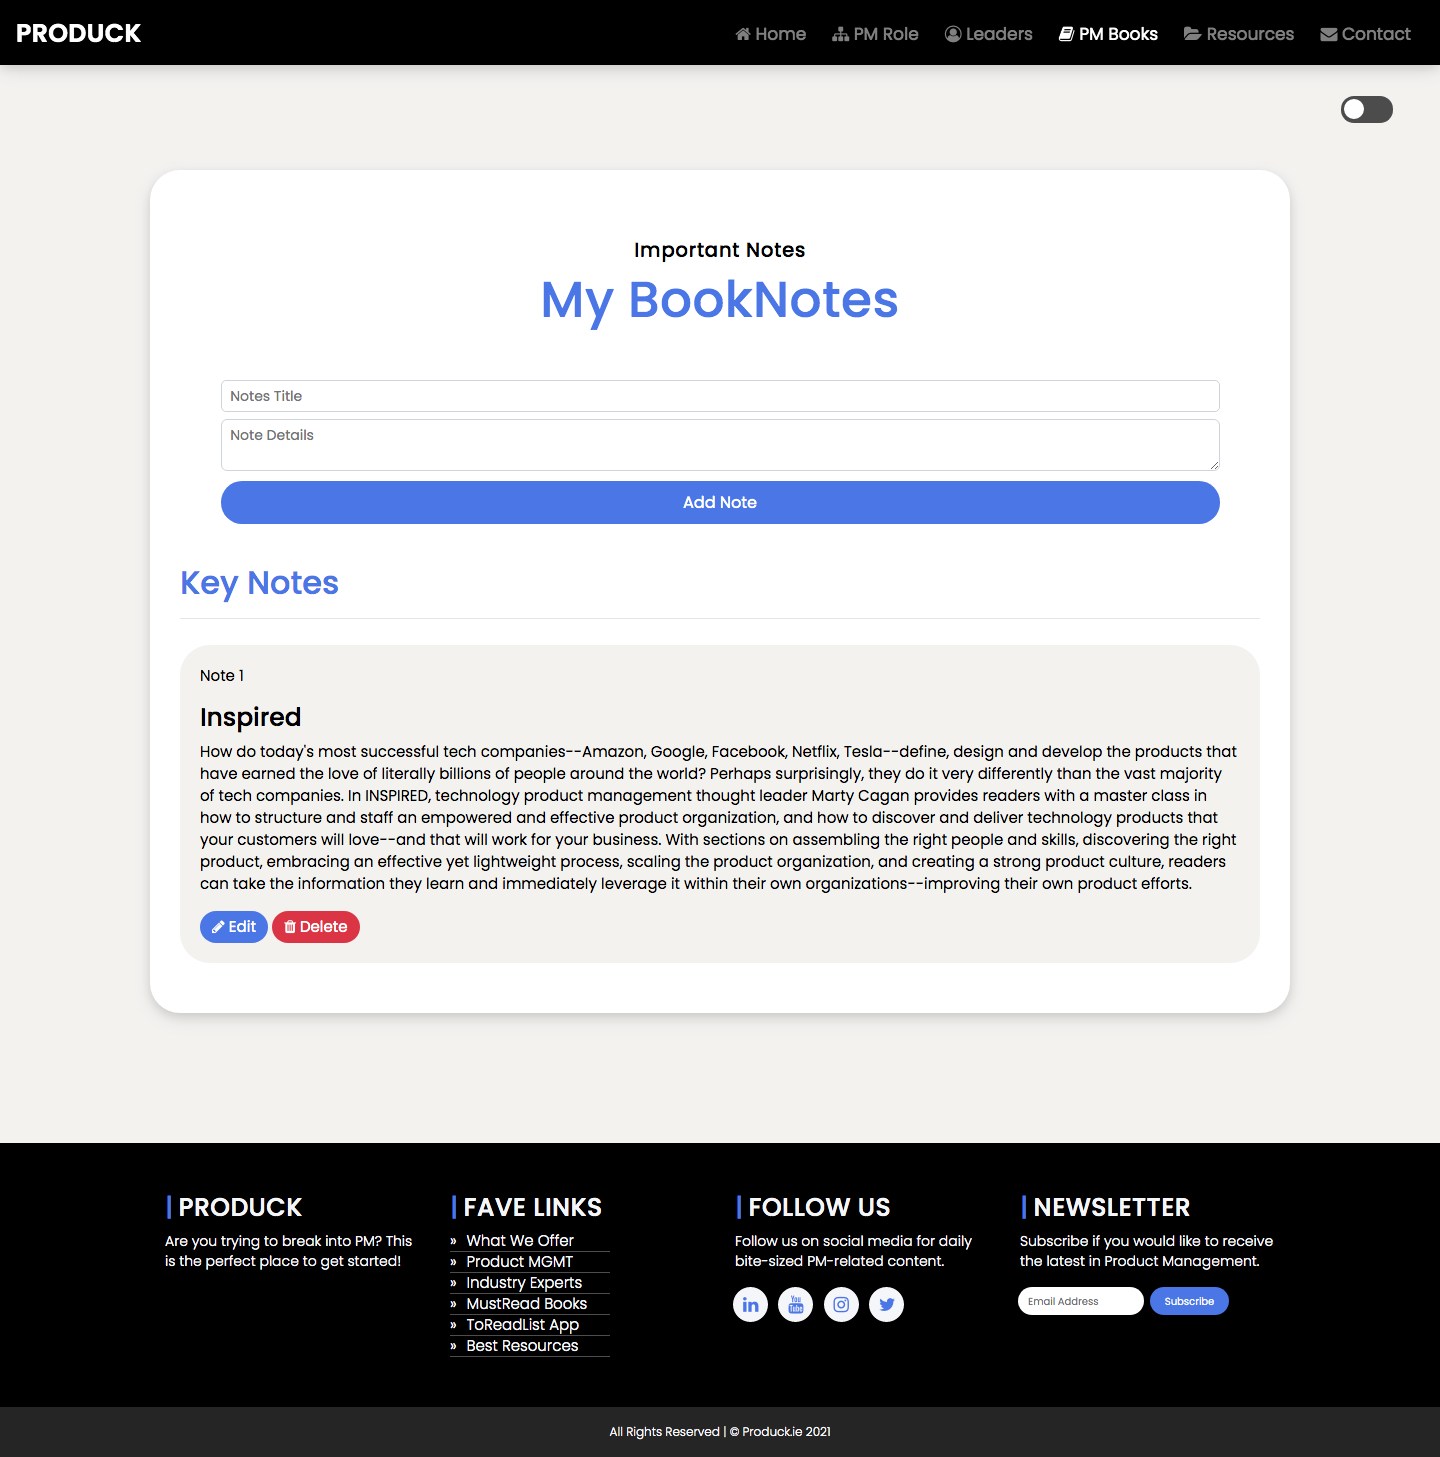 PRODUCK
Home
PM Role
Leaders
PM Books
Resources
Contact
Important Notes
My BookNotes
Notes Title
Note Details
Add Note
Key Notes
Note 1
Inspired
How do today's most successful tech companies--Amazon, Google, Facebook, Netflix, Tesla--define, design and develop the products that
have earned the love of literally billions of people around the world? Perhaps surprisingly, they do it very differently than the vast majority
of tech companies. In INSPIRED, technology product management thought leader Marty Cagan provides readers with a master class in
how to structure and staff an empowered and effective product organization, and how to discover and deliver technology products that
your customers will love--and that will work for your business. With sections on assembling the right people and skills, discovering the right
product, embracing an effective yet lightweight process, scaling the product organization, and creating a strong product culture, readers
can take the information they learn and immediately leverage it within their own organizations--improving their own product efforts.
Edit
Delete
| PRODUCK
Are you trying to break into PM? This
is the perfect place to get started!
| FAVE LINKS
» What We Offer
» Product MGMT
» Industry Experts
» MustRead Books
» ToReadList App
» Best Resources
| FOLLOW US
Follow us on social media for daily
bite-sized PM-related content.
| NEWSLETTER
Subscribe if you would like to receive
the latest in Product Management.
Email Address
Subscribe
All Rights Reserved | © Produck.ie 2021